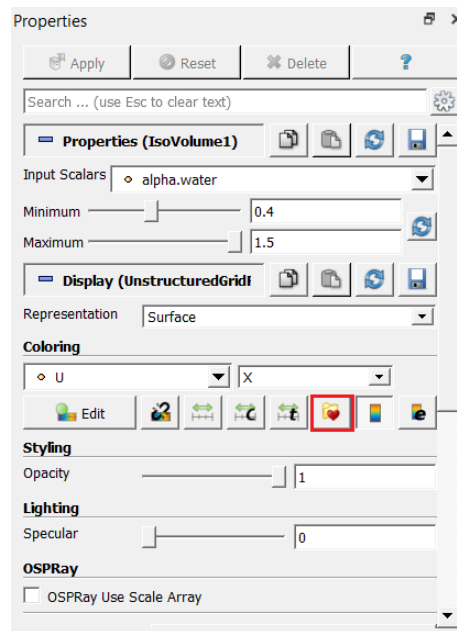 Properties
Apply Reset Delete ?
Search ... (use Esc to clear text)
Properties (IsoVolume1)
Input Scalars alpha.water
Minimum 0.4
Maximum 1.5
Display (UnstructuredGridF
Representation Surface
Coloring
U X
Edit 2 c t e
Styling
Opacity 1
Lighting
Specular 0
OSPRay
OSPRay Use Scale Array